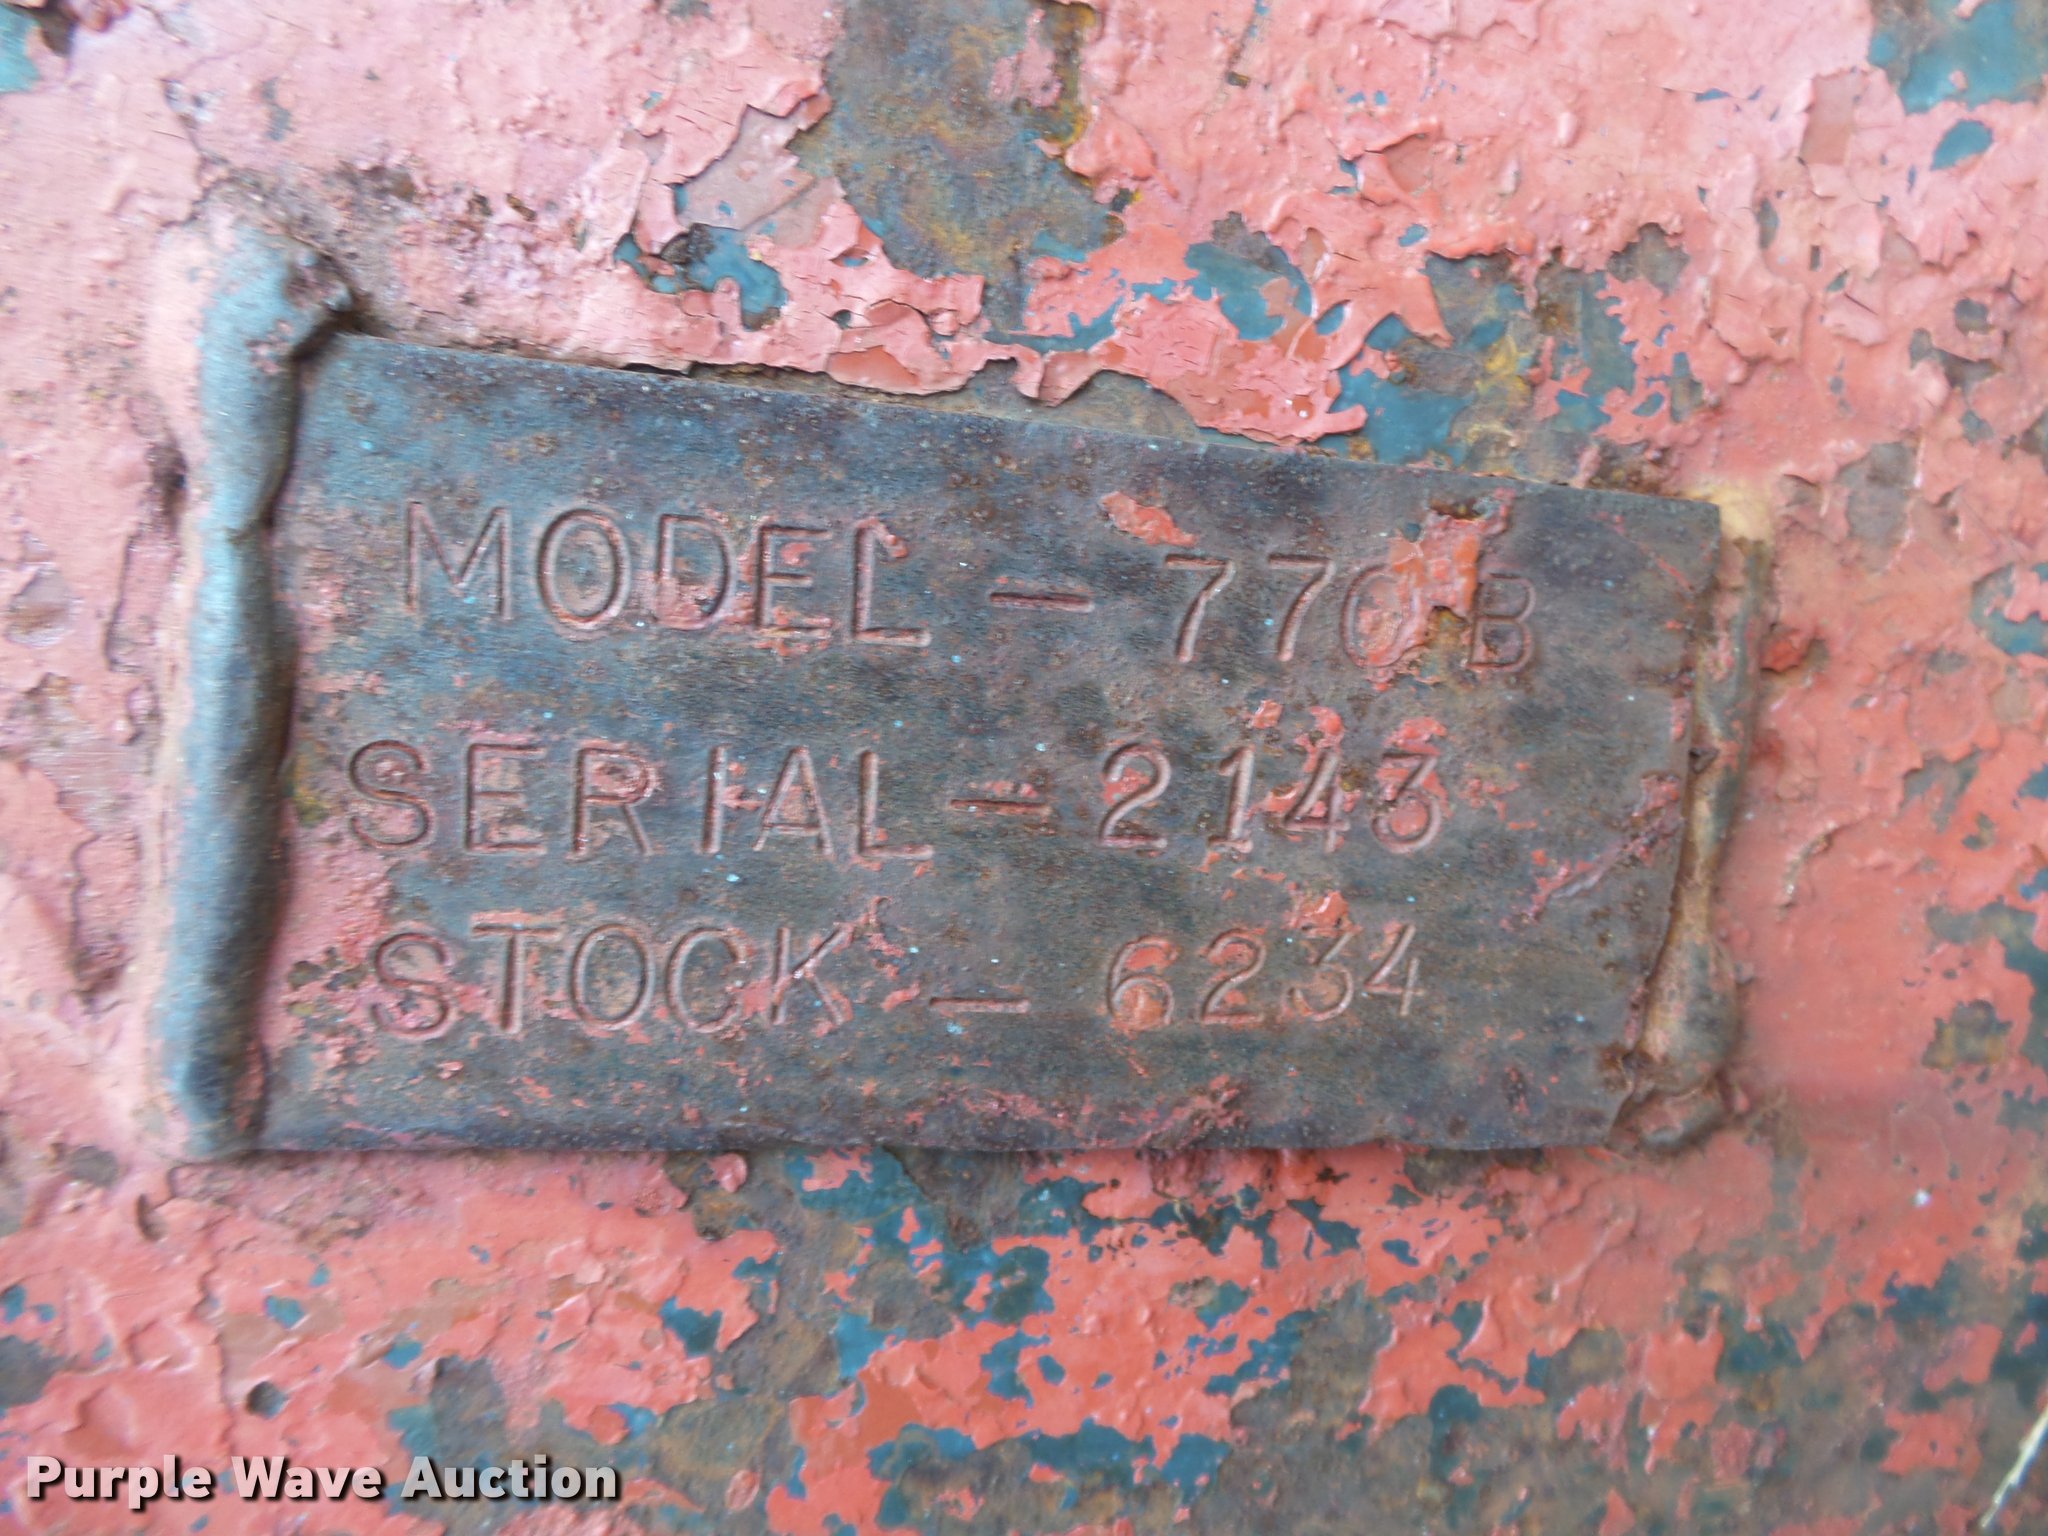 MODEL - 770 B
SERIAL - 2143
STOCK - 6234
Purple Wave Auction